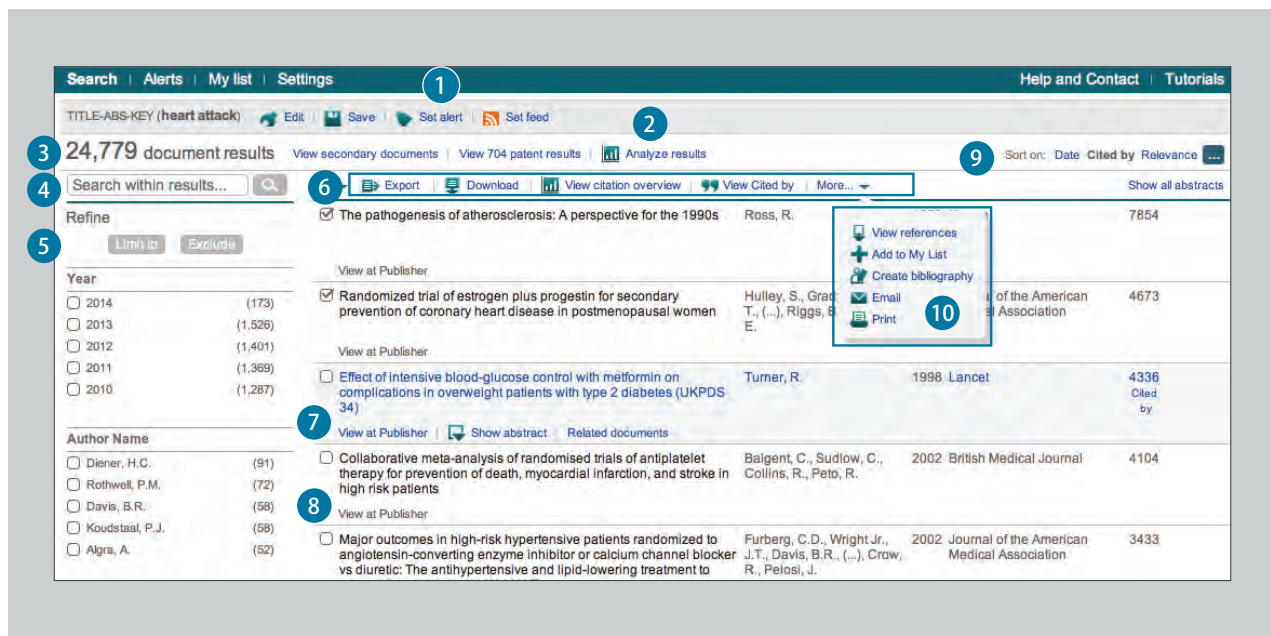 Search | Alerts | My list | Settings
Help and Contact | Tutorials
1
TITLE-ABS-KEY (heart attack) Edit | Save | Set alert | Set feed
2
3
24,779 document results View secondary documents | View 704 patent results | Analyze results
9
Sort on: Date Cited by Relevance ...
4
Search within results...
6
Export | Download | View citation overview | View Cited by | More...
Show all abstracts
Refine
5
Limit to Exclude
Year
2014 (173)
2013 (1,526)
2012 (1,401)
2011 (1,369)
2010 (1,287)
Author Name
Diener, H.C. (91)
Rothwell, P.M. (72)
Davis, B.R. (58)
Koudstaal, P.J. (58)
Algra, A. (52)
The pathogenesis of atherosclerosis: A perspective for the 1990s Ross, R. 7854
View at Publisher
View references
Add to My List
Create bibliography
Email
Print
10
Randomized trial of estrogen plus progestin for secondary
prevention of coronary heart disease in postmenopausal women
Hulley, S., Grad
T., (...), Riggs, B
E.
of the American
al Association
4673
View at Publisher
Effect of intensive blood-glucose control with metformin on
complications in overweight patients with type 2 diabetes (UKPDS
34)
Turner, R. 1998 Lancet 4336
Cited
by
7
View at Publisher | Show abstract | Related documents
Collaborative meta-analysis of randomised trials of antiplatelet
therapy for prevention of death, myocardial infarction, and stroke in
high risk patients
Baigent, C., Sudlow, C.,
Collins, R., Peto, R.
2002 British Medical Journal 4104
8
View at Publisher
Major outcomes in high-risk hypertensive patients randomized to
angiotensin-converting enzyme inhibitor or calcium channel blocker
vs diuretic: The antihypertensive and lipid-lowering treatment to
Furberg, C.D., Wright Jr.,
J.T., Davis, B.R., (...), Crow,
R., Pelosi, J.
2002 Journal of the American
Medical Association
3433